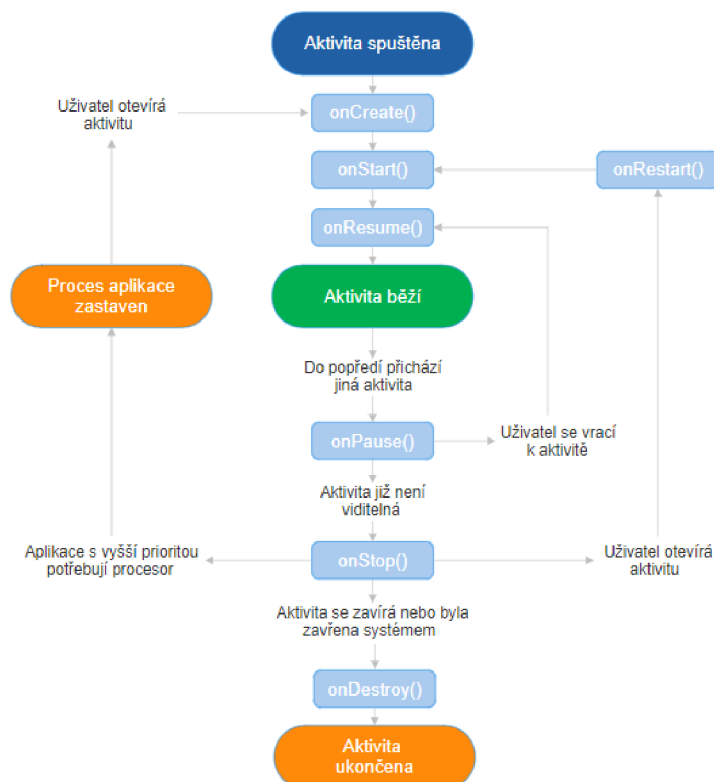 Aktivita spuštěna
Uživatel otevírá
aktivitu
onCreate()
onStart()
onRestart()
onResume()
Proces aplikace
zastaven
Aktivita běží
Do popředí přichází
jiná aktivita
onPause()
Uživatel se vrací
k aktivitě
Aktivita již není
viditelná
Aplikace s vyšší prioritou
potřebují procesor
onStop()
Uživatel otevírá
aktivitu
Aktivita se zavírá nebo byla
zavřena systémem
onDestroy()
Aktivita
ukončena